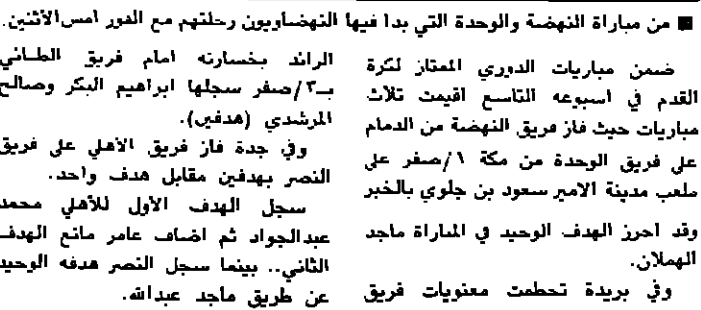 ■ من مباراة النهضة والوحدة التي بدا فيها النهضاويون رحلتهم مع الفوز امس الأثنين.
ضمن مباريات الدوري الممتاز لكرة
القدم في اسبوعه التاسع اقيمت ثلاث
مباريات حيث فاز فريق النهضة من الدمام
على فريق الوحدة من مكة ١/صفر على
ملعب مدينة الامير سعود بن جلوي بالخبر
وقد احرز الهدف الوحيد في المباراة ماجد
الهملان.
وفي بريدة تحطمت معنويات فريق
الرائد بخسارته امام فريق الطائي
بـ٣/صفر سجلها ابراهيم البكر وصالح
المرشدي (هدفين).
وفي جدة فاز فريق الأهلي على فريق
النصر بهدفين مقابل هدف واحد.
سجل الهدف الأول للأهلي محمد
عبدالجواد ثم اضاف عامر مانع الهدف
الثاني.. بينما سجل النصر هدفه الوحيد
عن طريق ماجد عبدالله.